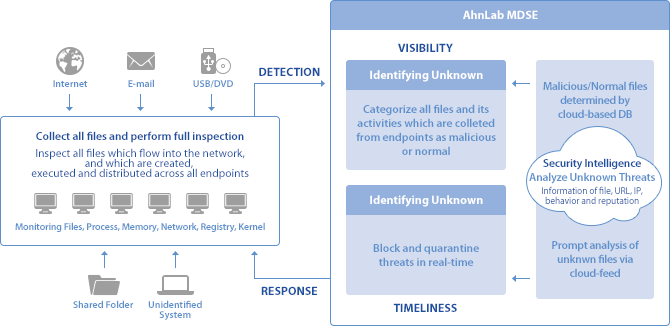 AhnLab MDSE
Internet
E-mail
USB/DVD
DETECTION
VISIBILITY
Identifying Unknown
Categorize all files and its
activities which are colleted
from endpoints as malicious
or normal
Malicious/Normal files
determined by
cloud-based DB
Collect all files and perform full inspection
Inspect all files which flow into the network,
and which are created,
executed and distributed across all endpoints
Monitoring Files, Process, Memory, Network, Registry, Kernel
Security Intelligence
Analyze Unknown Threats
Information of file, URL, IP,
behavior and reputation
Identifying Unknown
Block and quarantine
threats in real-time
Prompt analysis of
unknwn files via
cloud-feed
Shared Folder
Unidentified
System
RESPONSE
TIMELINESS